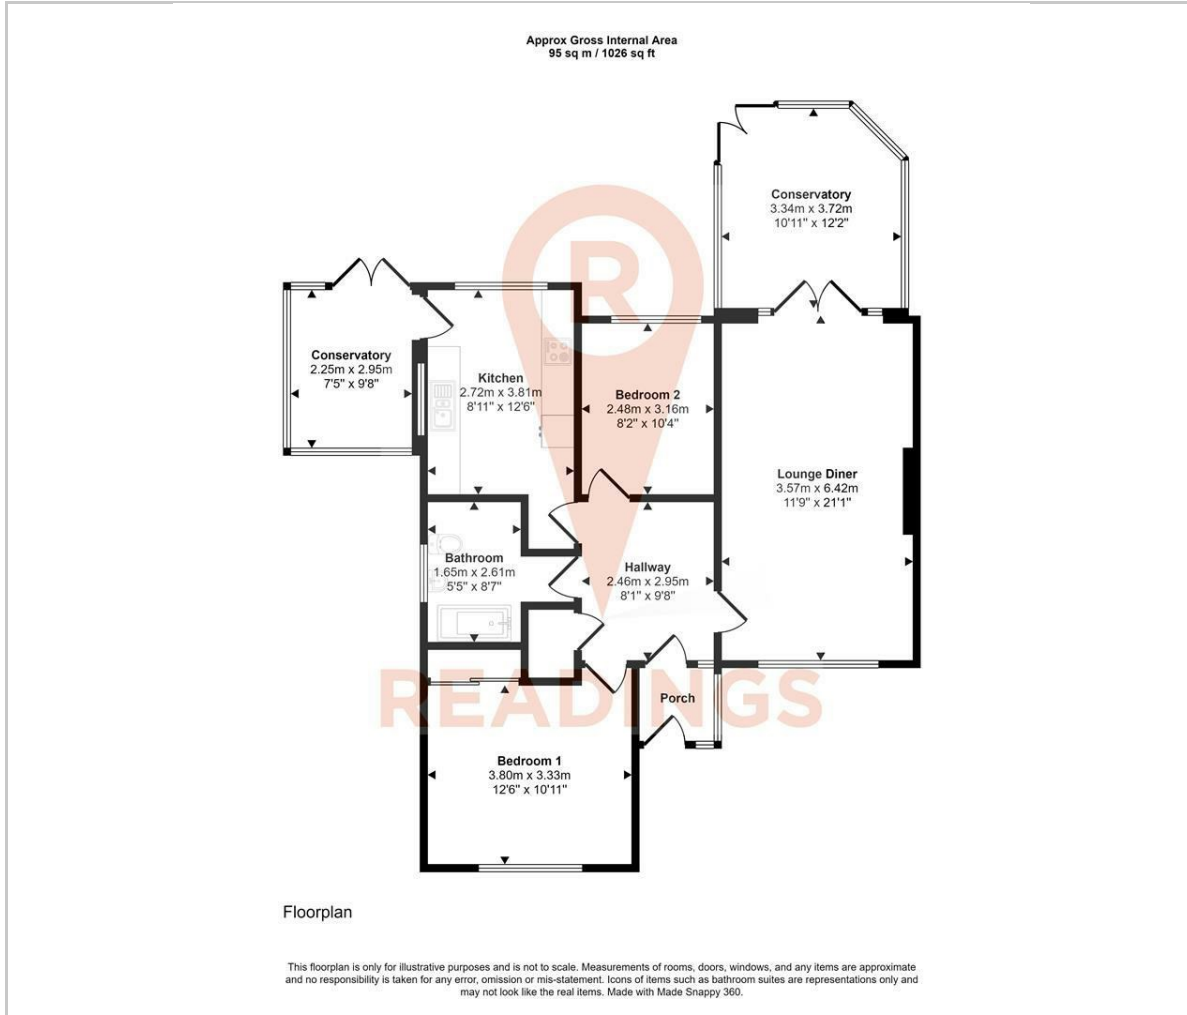 Approx Gross Internal Area
95 sq m / 1026 sq ft
Conservatory
3.34m x 3.72m
10'11" x 12'2"
Conservatory
2.25m x 2.95m
7'5" x 9'8"
Kitchen
2.72m x 3.81m
8'11" x 12'6"
Bedroom 2
2.48m x 3.16m
8'2" x 10'4"
Lounge Diner
3.57m x 6.42m
11'9" x 21'1"
Bathroom
1.65m x 2.61m
5'5" x 8'7"
Hallway
2.46m x 2.95m
8'1" x 9'8"
Porch
Bedroom 1
3.80m x 3.33m
12'6" x 10'11"
R
READINGS
Floorplan
This floorplan is only for illustrative purposes and is not to scale. Measurements of rooms, doors, windows, and any items are approximate
and no responsibility is taken for any error, omission or mis-statement. Icons of items such as bathroom suites are representations only and
may not look like the real items. Made with Made Snappy 360.